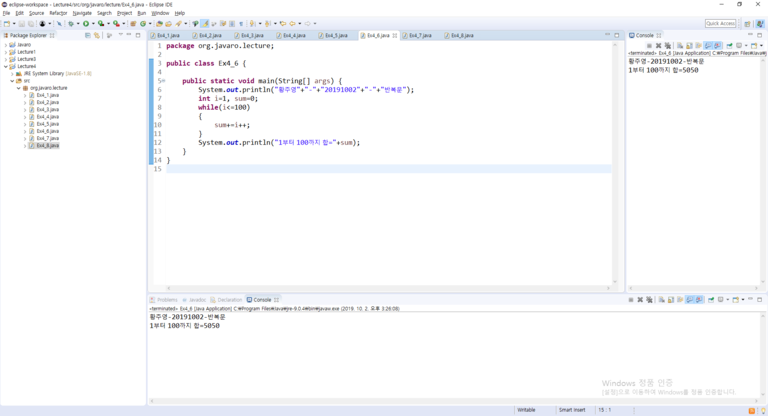 eclipse-workspace - Lecture4/src/org/javaro/lecture/Ex4_6.java - Eclipse IDE
File Edit Source Refactor Navigate Search Project Run Window Help
Quick Access
Package Explorer
Javaro
Lecture1
Lecture3
Lecture4
JRE System Library [JavaSE-1.8]
src
org.javaro.lecture
Ex4_1.java
Ex4_2.java
Ex4_3.java
Ex4_4.java
Ex4_5.java
Ex4_6.java
Ex4_7.java
Ex4_8.java
Ex4_1.java Ex4_2.java Ex4_3.java Ex4_4.java Ex4_5.java Ex4_6.java Ex4_7.java Ex4_8.java
1 package org.javaro.lecture;
2
3 public class Ex4_6 {
4
5 public static void main(String[] args) {
6 System.out.println("황주영"+"-"+"20191002"+"-"+"반복문");
7 int i=1, sum=0;
8 while(i<=100)
9 {
10 sum+=i++;
11 }
12 System.out.println("1부터 100까지 합="+sum);
13 }
14 }
15
Console
<terminated> Ex4_6 [Java Application] C:₩Program Files₩Java₩j
황주영-20191002-반복문
1부터 100까지 합=5050
Problems Javadoc Declaration Console
<terminated> Ex4_6 [Java Application] C:₩Program Files₩Java₩jre-9.0.4₩bin₩javaw.exe (2019. 10. 2. 오후 3:26:08)
황주영-20191002-반복문
1부터 100까지 합=5050
Windows 정품 인증
[설정]으로 이동하여 Windows를 정품 인증합니다.
Writable Smart Insert 15 : 1